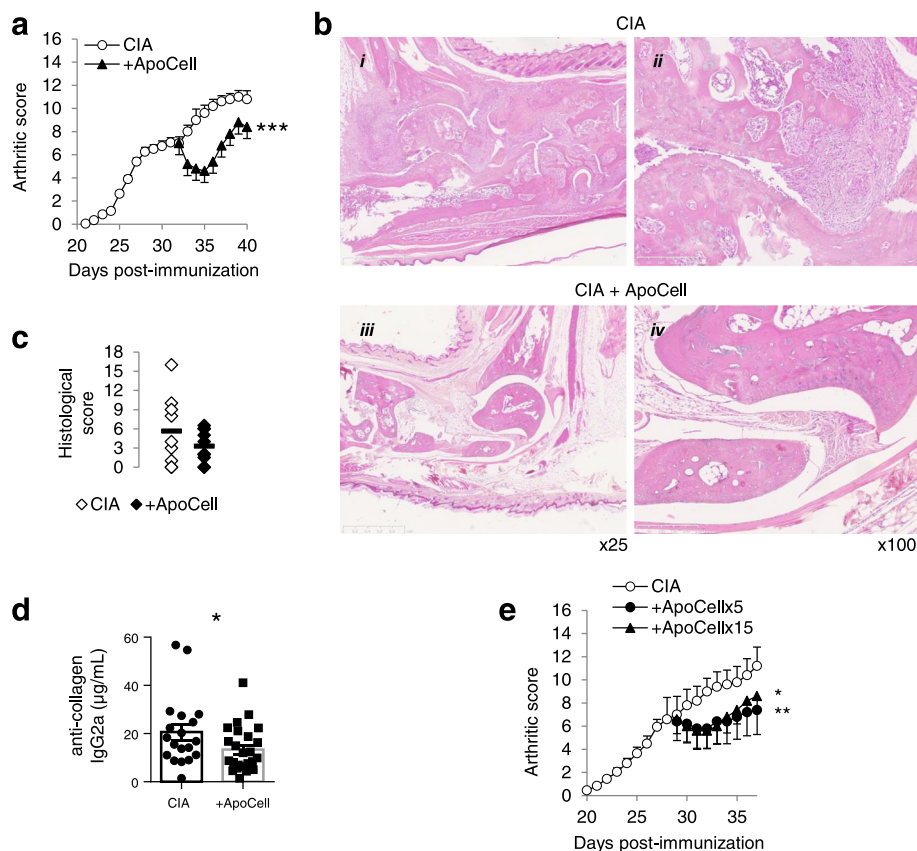 a
CIA
+ApoCell
16
14
12
10
8
6
4
2
0
Arthritic score
***
20 25 30 35 40
Days post-immunization
b
CIA
i
ii
CIA + ApoCell
iii
iv
x25
x100
c
18
15
12
9
6
3
0
Histological
score
CIA +ApoCell
d
*
60
40
20
0
anti-collagen
IgG2a (µg/mL)
CIA +ApoCell
e
CIA
+ApoCellx5
+ApoCellx15
16
14
12
10
8
6
4
2
0
Arthritic score
*
**
20 25 30 35
Days post-immunization